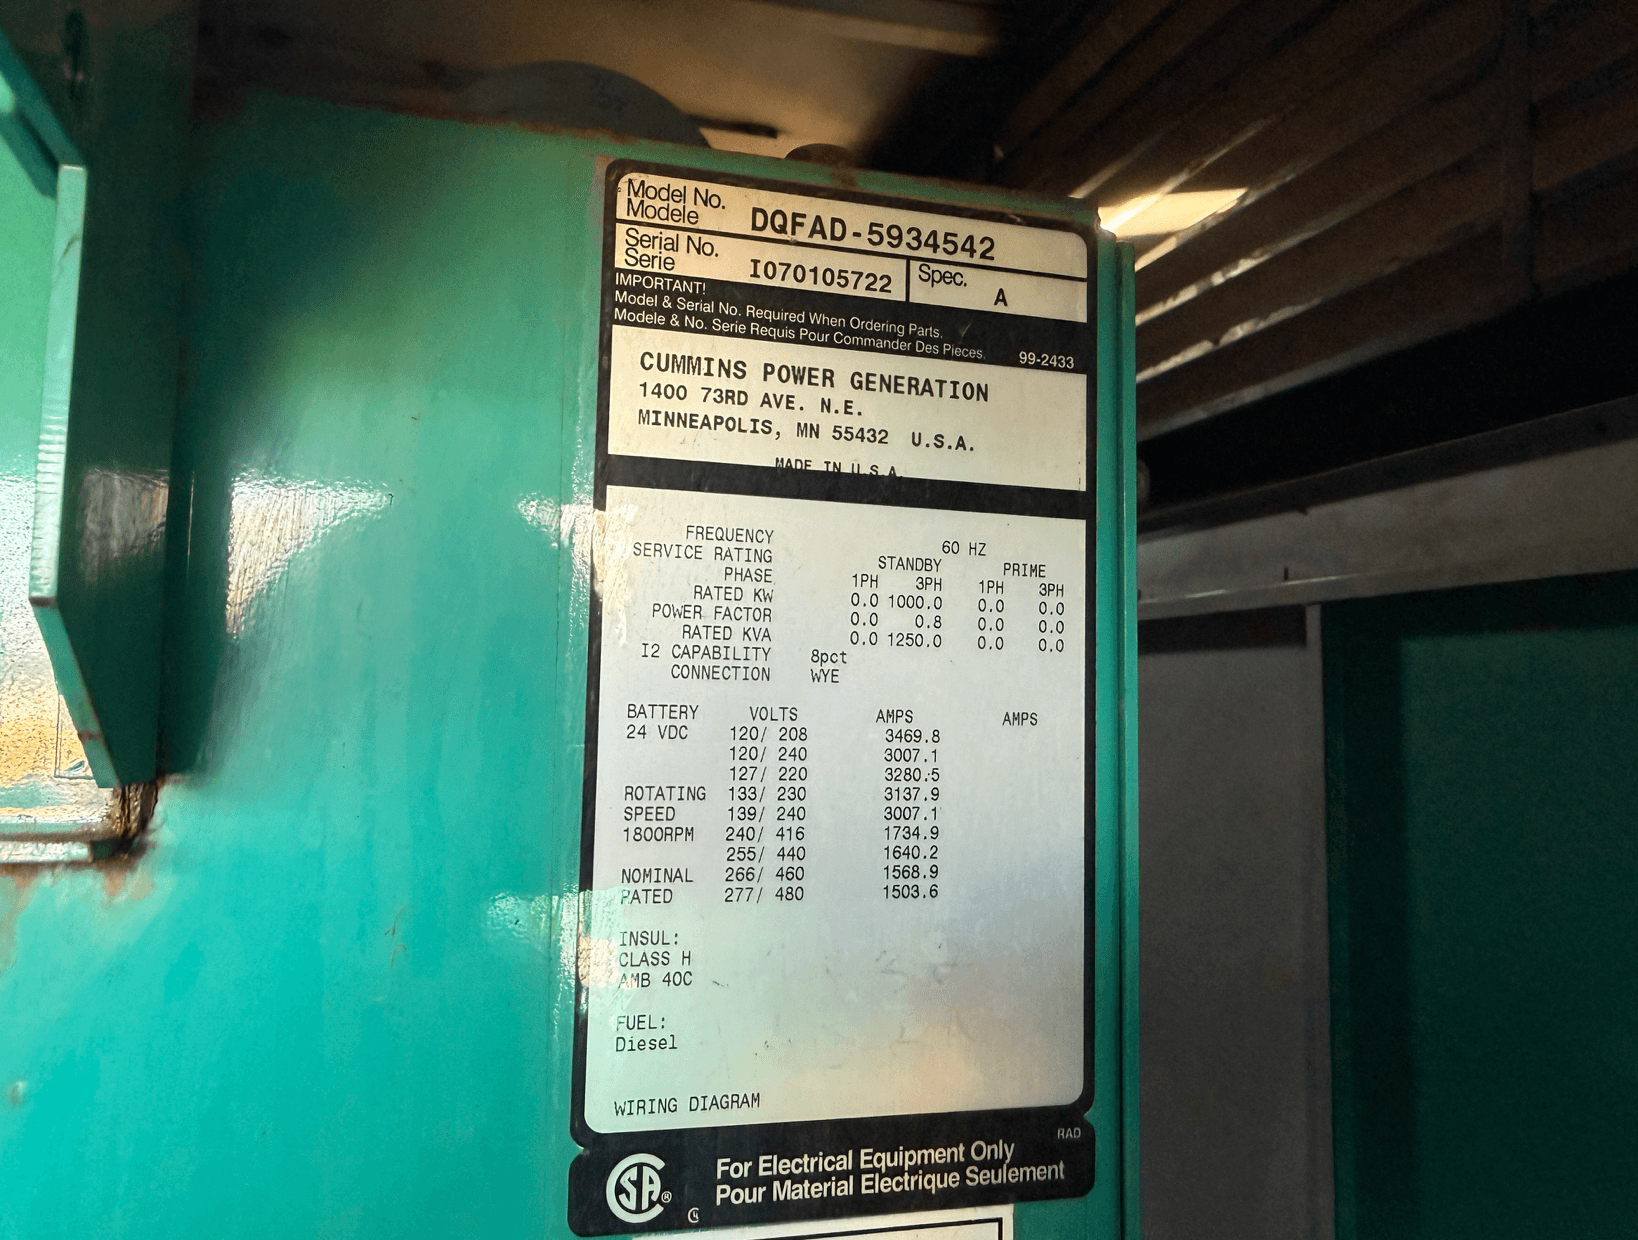 Model No.
Modele
DQFAD-5934542
Serial No.
Serie
I070105722
Spec.
A
IMPORTANT!
Model & Serial No. Required When Ordering Parts.
Modele & No. Serie Requis Pour Commander Des Pieces.
99-2433
CUMMINS POWER GENERATION
1400 73RD AVE. N.E.
MINNEAPOLIS, MN 55432 U.S.A.
MADE IN U.S.A.
FREQUENCY 60 HZ
SERVICE RATING STANDBY PRIME
PHASE 1PH 3PH 1PH 3PH
RATED KW 0.0 1000.0 0.0 0.0
POWER FACTOR 0.0 0.8 0.0 0.0
RATED KVA 0.0 1250.0 0.0 0.0
I2 CAPABILITY 8pct
CONNECTION WYE
BATTERY VOLTS AMPS AMPS
24 VDC 120/ 208 3469.8
120/ 240 3007.1
127/ 220 3280.5
ROTATING 133/ 230 3137.9
SPEED 139/ 240 3007.1
1800RPM 240/ 416 1734.9
255/ 440 1640.2
NOMINAL 266/ 460 1568.9
RATED 277/ 480 1503.6
INSUL:
CLASS H
AMB 40C
FUEL:
Diesel
WIRING DIAGRAM
RAD
CSA ®
For Electrical Equipment Only
Pour Material Electrique Seulement